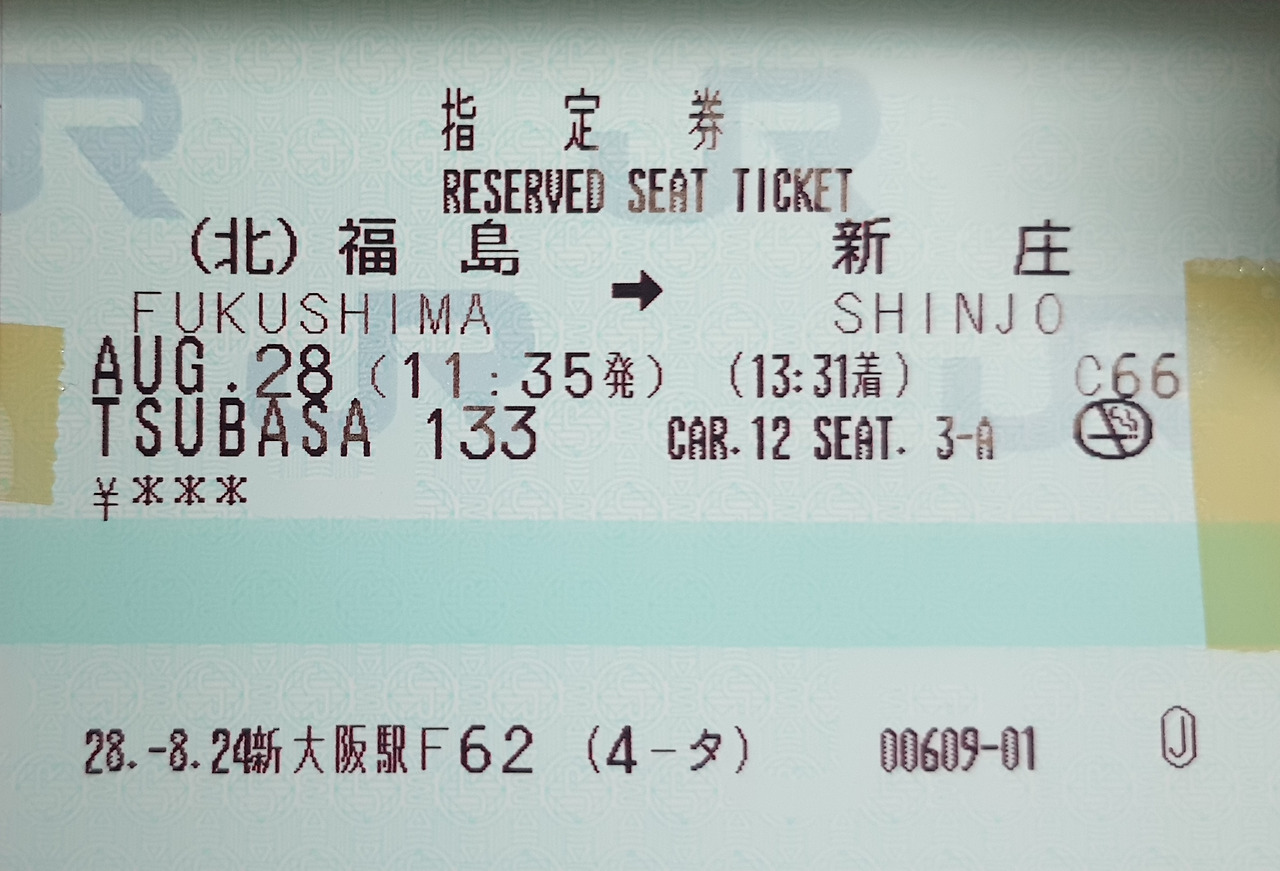 指定券
RESERVED SEAT TICKET
(北)福島 → 新庄
FUKUSHIMA SHINJO
AUG.28 (11:35発) (13:31着) C66
TSUBASA 133 CAR.12 SEAT. 3-A
¥***
28.-8.24新大阪駅F62 (4-タ) 00609-01 J